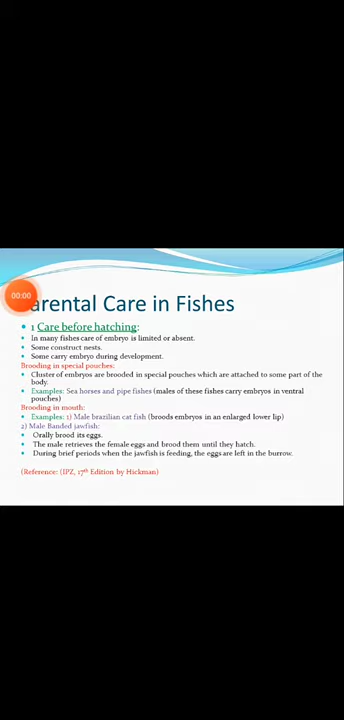 00:00
arental Care in Fishes
1 Care before hatching:
In many fishes care of embryo is limited or absent.
Some construct nests.
Some carry embryo during development.
Brooding in special pouches:
Cluster of embryos are brooded in special pouches which are attached to some part of the
body.
Examples: Sea horses and pipe fishes (males of these fishes carry embryos in ventral
pouches)
Brooding in mouth:
Examples: 1) Male brazilian cat fish (broods embryos in an enlarged lower lip)
2) Male Banded jawfish:
Orally brood its eggs.
The male retrieves the female eggs and brood them until they hatch.
During brief periods when the jawfish is feeding, the eggs are left in the burrow.
(Reference: (IPZ, 17th Edition by Hickman)